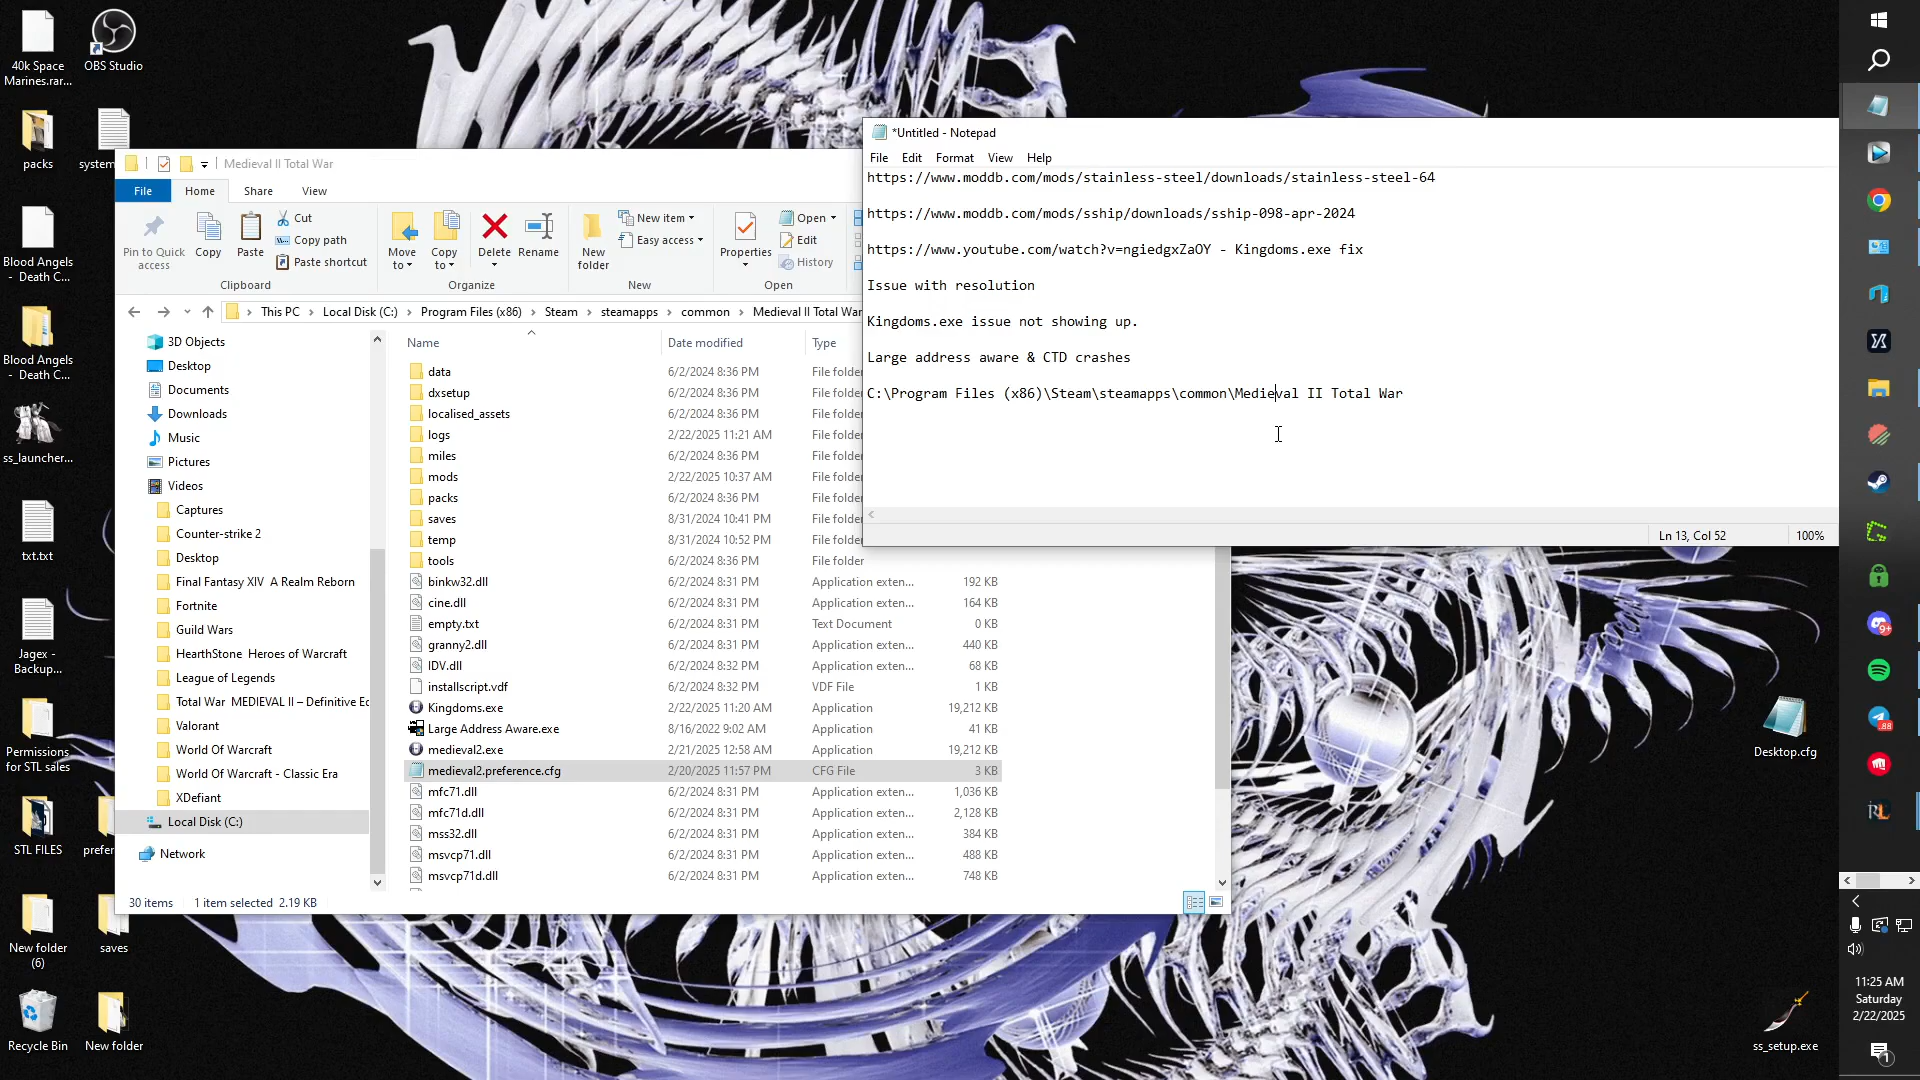 40k Space
Marines.rar...
OBS Studio
packs
system
Blood Angels
- Death C...
Blood Angels
- Death C...
ss_launcher...
txt.txt
Jagex -
Backup...
Permissions
for STL sales
STL FILES
prefer
New folder
(6)
saves
Recycle Bin
New folder
Medieval II Total War
File
Home
Share
View
Pin to Quick
access
Copy
Paste
Cut
Copy path
Paste shortcut
Clipboard
Move
to
Copy
to
Delete
Rename
Organize
New
folder
New item
Easy access
New
Properties
Open
Edit
History
Open
This PC > Local Disk (C:) > Program Files (x86) > Steam > steamapps > common > Medieval II Total War
3D Objects
Desktop
Documents
Downloads
Music
Pictures
Videos
Captures
Counter-strike 2
Desktop
Final Fantasy XIV A Realm Reborn
Fortnite
Guild Wars
HearthStone Heroes of Warcraft
League of Legends
Total War MEDIEVAL II – Definitive Ec
Valorant
World Of Warcraft
World Of Warcraft - Classic Era
XDefiant
Local Disk (C:)
Network
Name Date modified Type
data 6/2/2024 8:36 PM File folder
dxsetup 6/2/2024 8:36 PM File folder
localised_assets 6/2/2024 8:36 PM File folder
logs 2/22/2025 11:21 AM File folder
miles 6/2/2024 8:36 PM File folder
mods 2/22/2025 10:37 AM File folder
packs 6/2/2024 8:36 PM File folder
saves 8/31/2024 10:41 PM File folder
temp 8/31/2024 10:52 PM File folder
tools 6/2/2024 8:36 PM File folder
binkw32.dll 6/2/2024 8:31 PM Application exten... 192 KB
cine.dll 6/2/2024 8:31 PM Application exten... 164 KB
empty.txt 6/2/2024 8:31 PM Text Document 0 KB
granny2.dll 6/2/2024 8:31 PM Application exten... 440 KB
IDV.dll 6/2/2024 8:32 PM Application exten... 68 KB
installscript.vdf 6/2/2024 8:32 PM VDF File 1 KB
Kingdoms.exe 2/22/2025 11:20 AM Application 19,212 KB
Large Address Aware.exe 8/16/2022 9:02 AM Application 41 KB
medieval2.exe 2/21/2025 12:58 AM Application 19,212 KB
medieval2.preference.cfg 2/20/2025 11:57 PM CFG File 3 KB
mfc71.dll 6/2/2024 8:31 PM Application exten... 1,036 KB
mfc71d.dll 6/2/2024 8:31 PM Application exten... 2,128 KB
mss32.dll 6/2/2024 8:31 PM Application exten... 384 KB
msvcp71.dll 6/2/2024 8:31 PM Application exten... 488 KB
msvcp71d.dll 6/2/2024 8:31 PM Application exten... 748 KB
30 items 1 item selected 2.19 KB
*Untitled - Notepad
File Edit Format View Help
https://www.moddb.com/mods/stainless-steel/downloads/stainless-steel-64
https://www.moddb.com/mods/sship/downloads/sship-098-apr-2024
https://www.youtube.com/watch?v=ngiedgxZaOY - Kingdoms.exe fix
Issue with resolution
Kingdoms.exe issue not showing up.
Large address aware & CTD crashes
C:\Program Files (x86)\Steam\steamapps\common\Medieval II Total War
Ln 13, Col 52
100%
Desktop.cfg
ss_setup.exe
9+
88
RL
11:25 AM
Saturday
2/22/2025
1